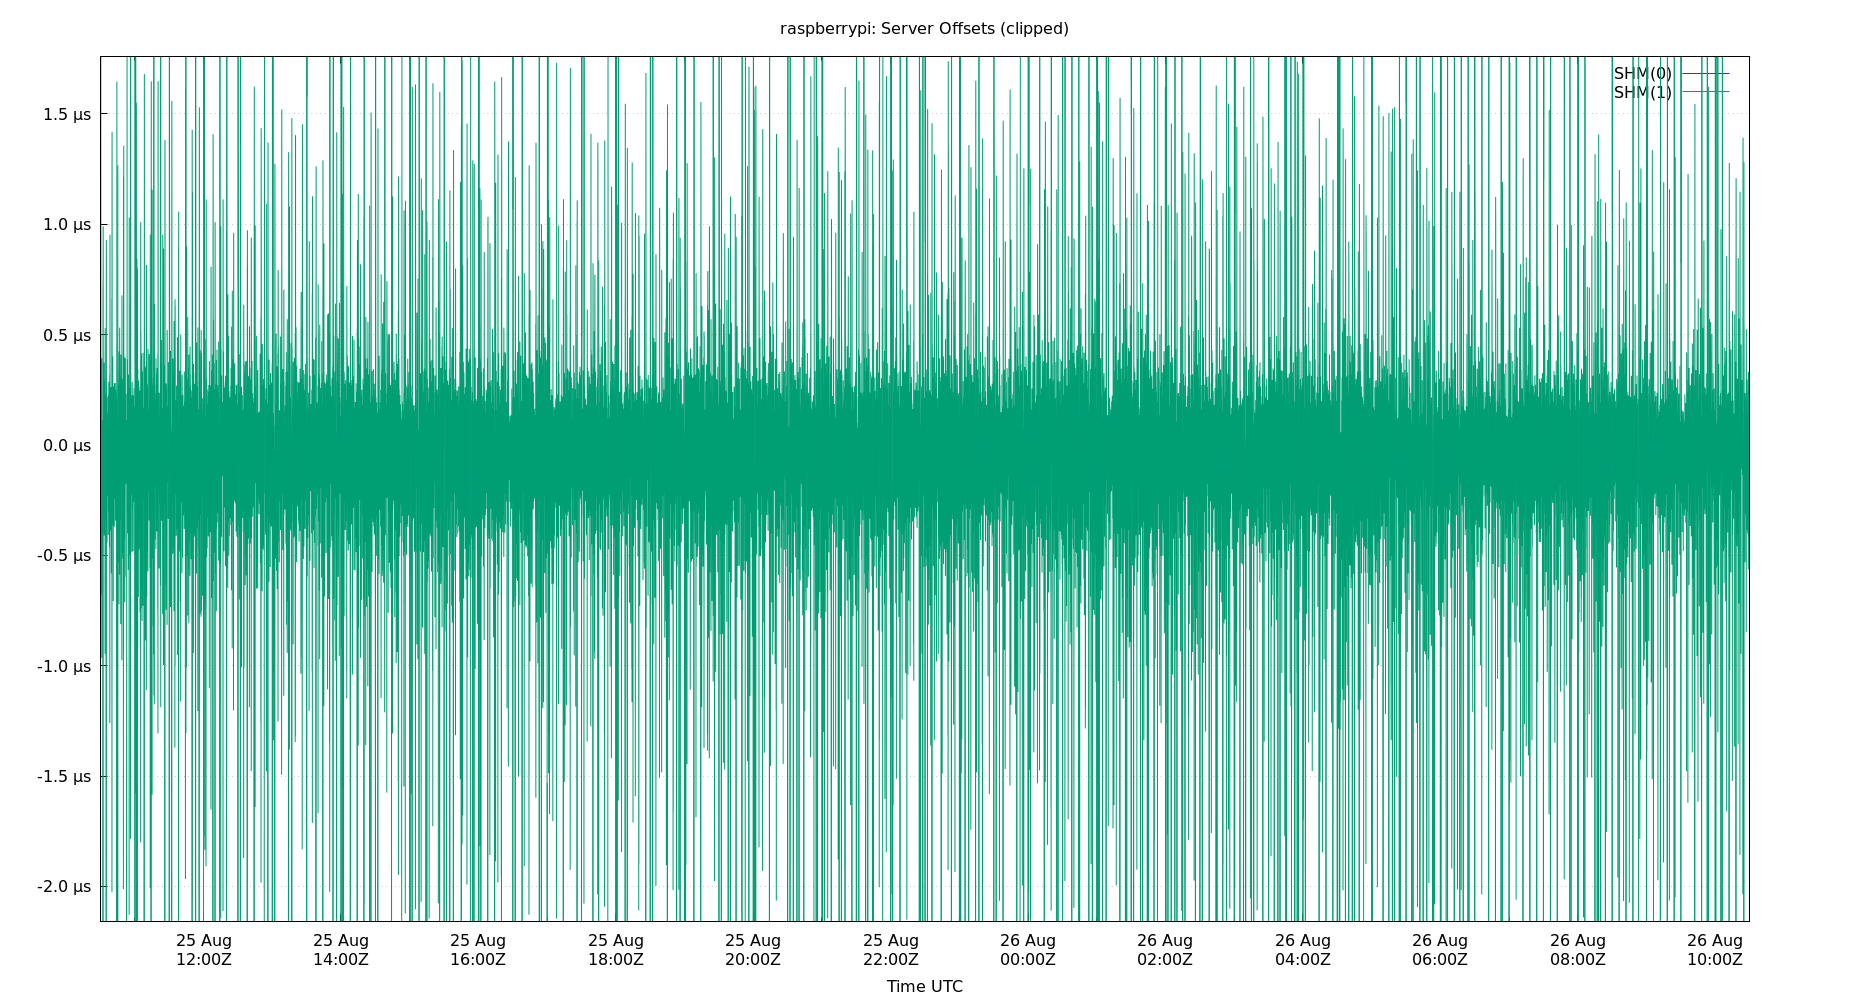 raspberrypi: Server Offsets (clipped)
SHM(0)
SHM(1)
1.5 µs
1.0 µs
0.5 µs
0.0 µs
-0.5 µs
-1.0 µs
-1.5 µs
-2.0 µs
25 Aug 25 Aug 25 Aug 25 Aug 25 Aug 25 Aug 26 Aug 26 Aug 26 Aug 26 Aug 26 Aug 26 Aug
12:00Z 14:00Z 16:00Z 18:00Z 20:00Z 22:00Z 00:00Z 02:00Z 04:00Z 06:00Z 08:00Z 10:00Z
Time UTC